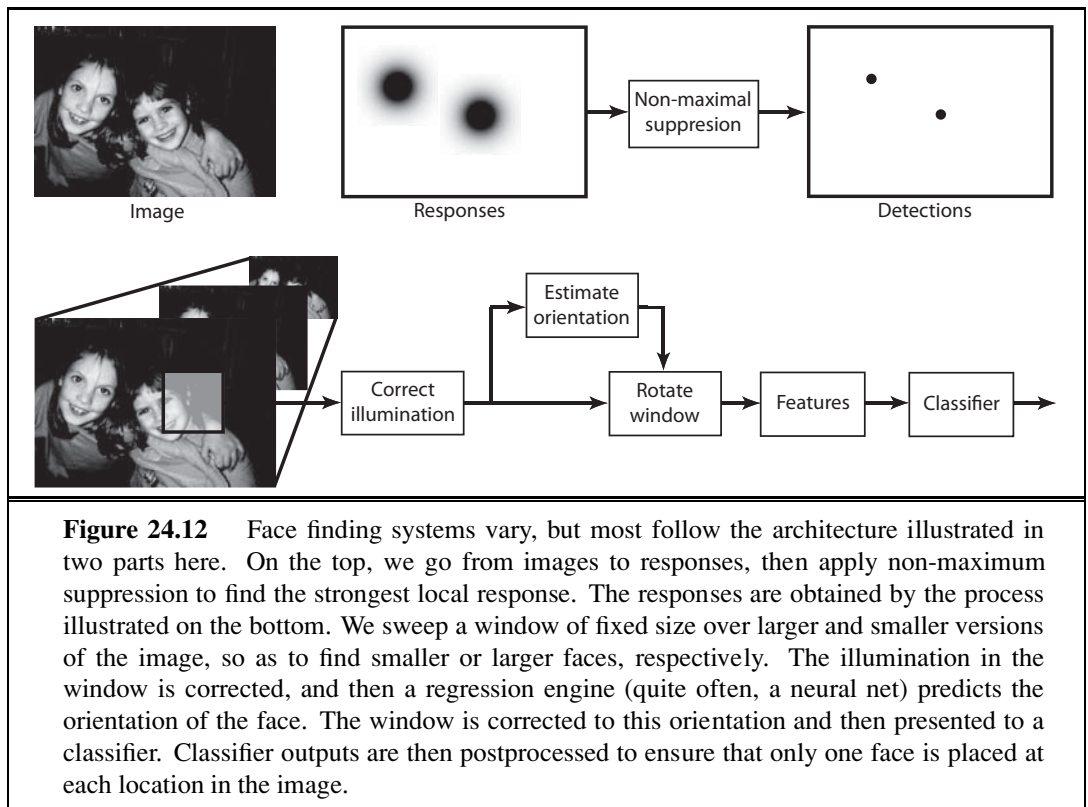 Image
Responses
Non-maximal
suppresion
Detections
Correct
illumination
Estimate
orientation
Rotate
window
Features
Classifier
Figure 24.12 Face finding systems vary, but most follow the architecture illustrated in
two parts here. On the top, we go from images to responses, then apply non-maximum
suppression to find the strongest local response. The responses are obtained by the process
illustrated on the bottom. We sweep a window of fixed size over larger and smaller versions
of the image, so as to find smaller or larger faces, respectively. The illumination in the
window is corrected, and then a regression engine (quite often, a neural net) predicts the
orientation of the face. The window is corrected to this orientation and then presented to a
classifier. Classifier outputs are then postprocessed to ensure that only one face is placed at
each location in the image.